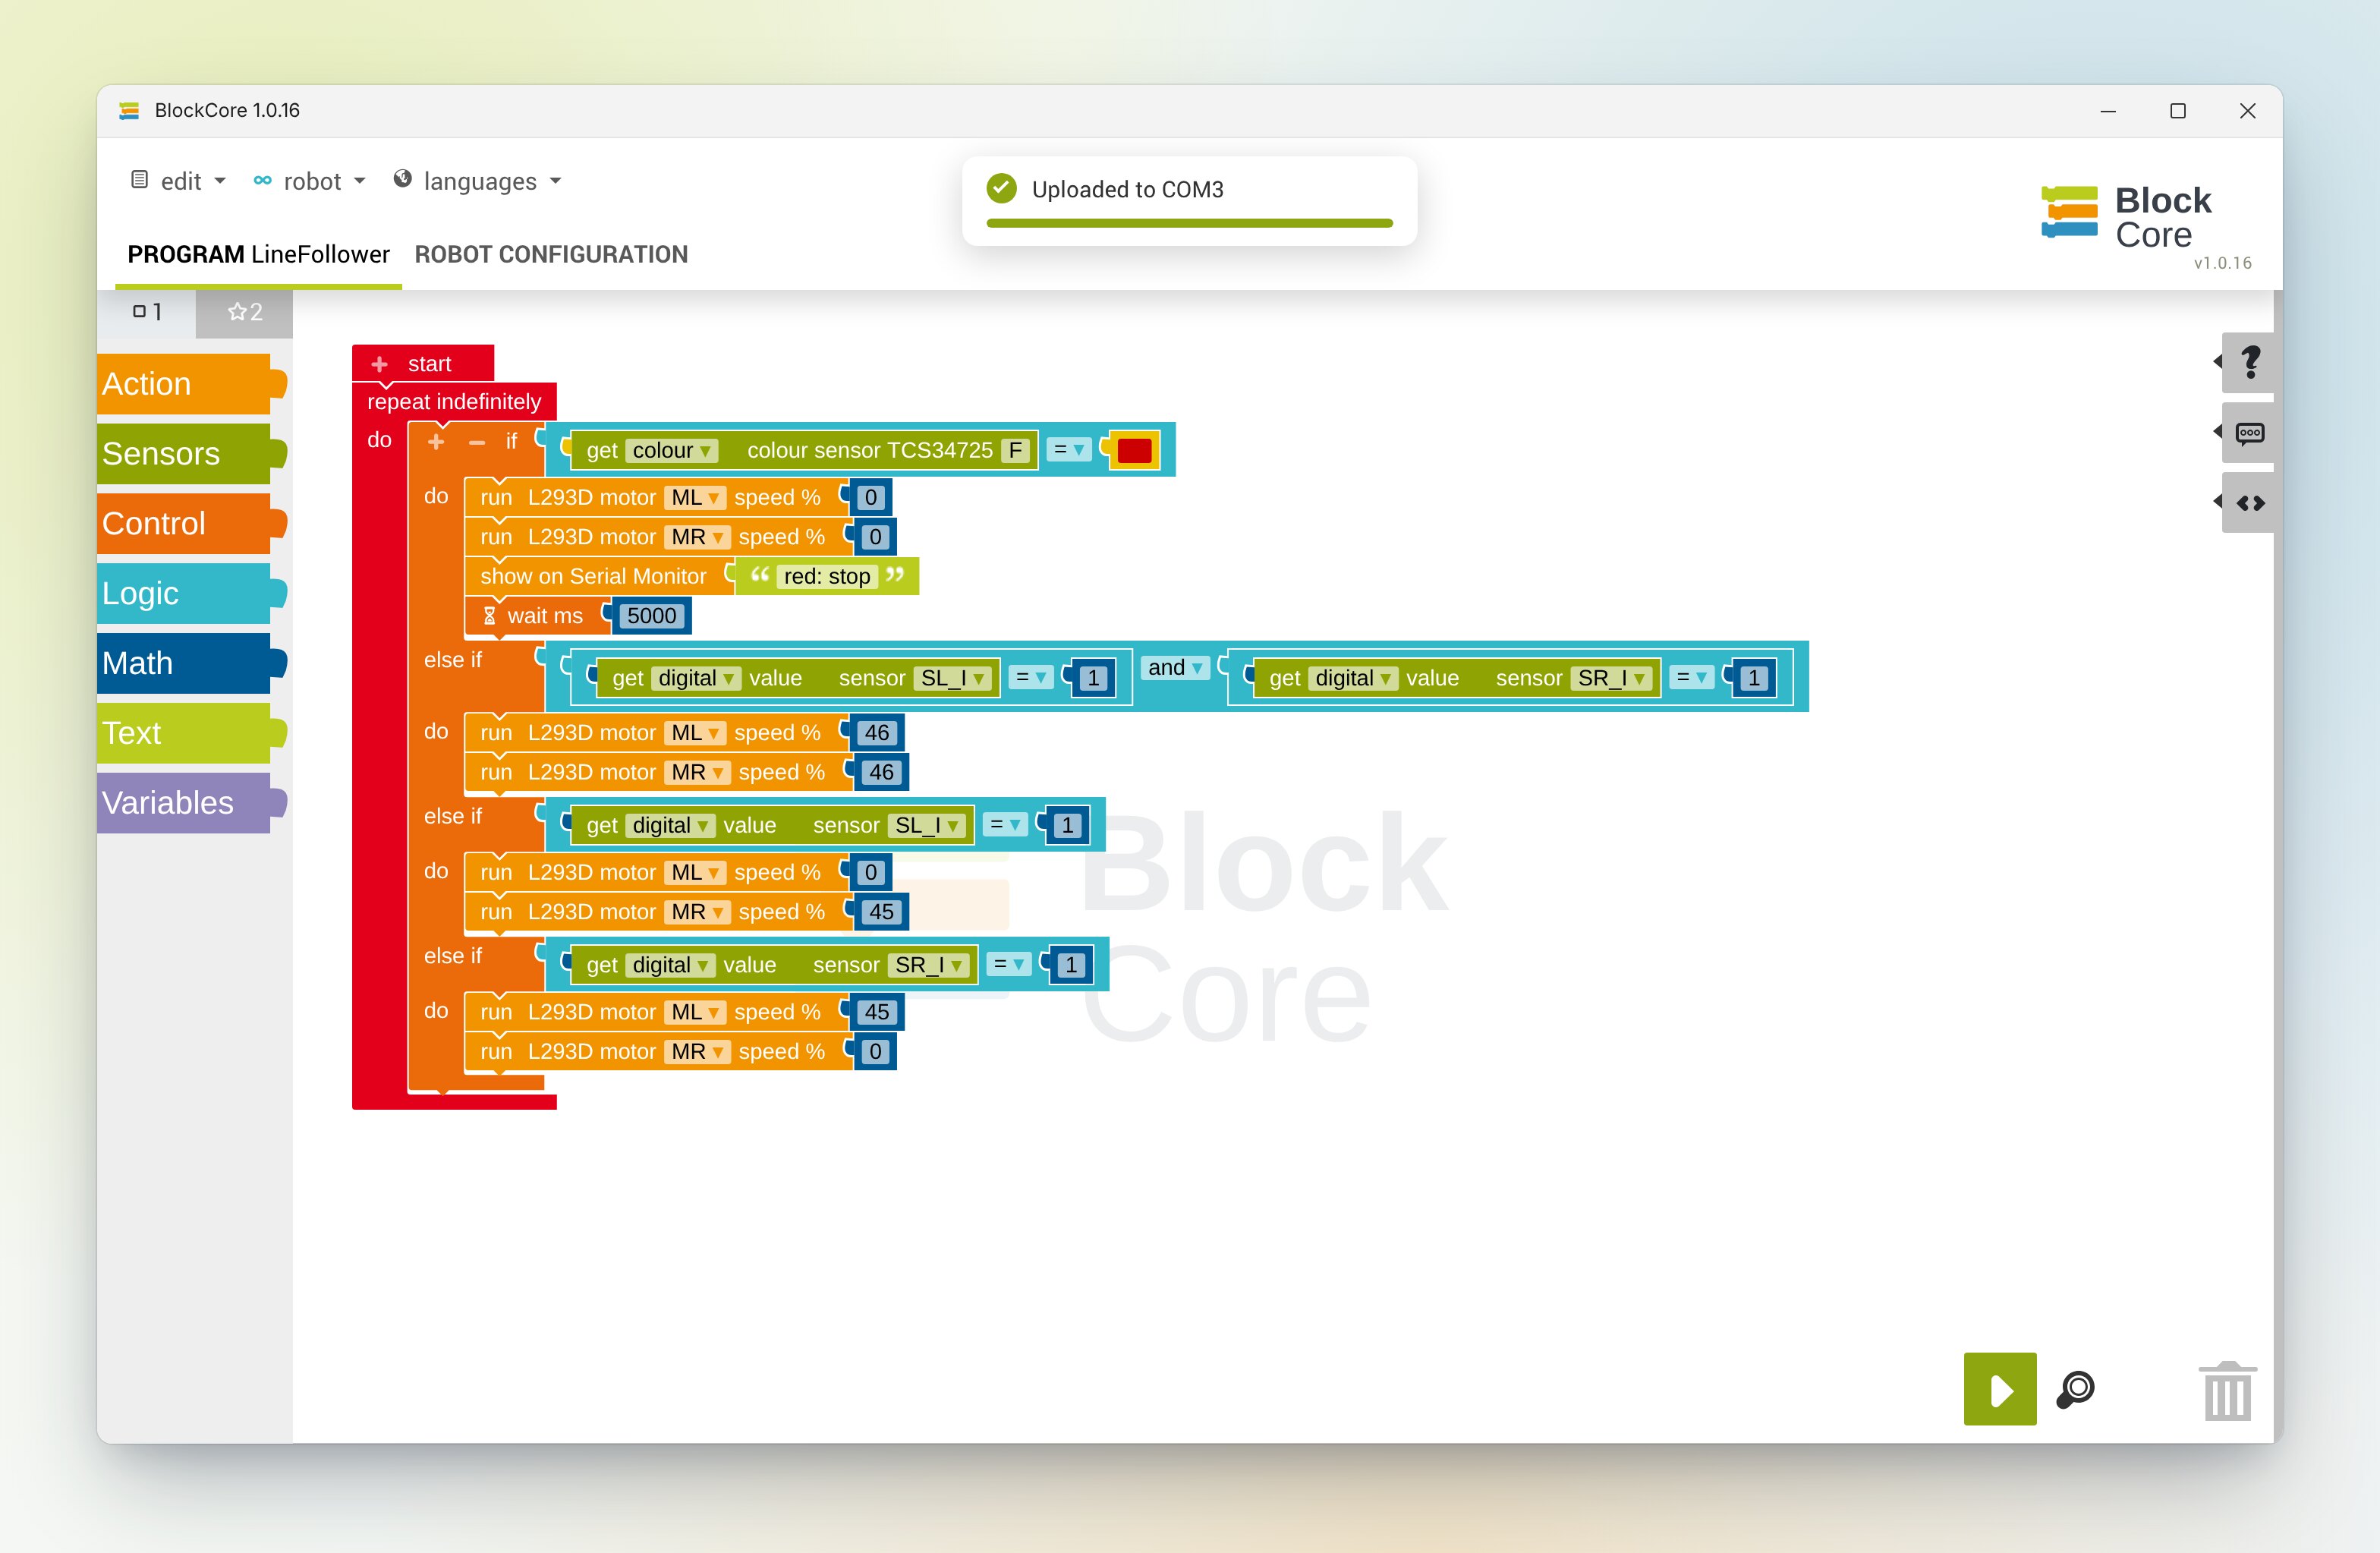 BlockCore 1.0.16
edit robot languages
Uploaded to COM3
Block
Core
v1.0.16
PROGRAM LineFollower ROBOT CONFIGURATION
1 2
Action
Sensors
Control
Logic
Math
Text
Variables
+ start
repeat indefinitely
do + − if get colour colour sensor TCS34725 F =
do run L293D motor ML speed % 0
run L293D motor MR speed % 0
show on Serial Monitor “ red: stop ”
wait ms 5000
else if get digital value sensor SL_I = 1 and get digital value sensor SR_I = 1
do run L293D motor ML speed % 46
run L293D motor MR speed % 46
else if get digital value sensor SL_I = 1
do run L293D motor ML speed % 0
run L293D motor MR speed % 45
else if get digital value sensor SR_I = 1
do run L293D motor ML speed % 45
run L293D motor MR speed % 0
Block
Core
?